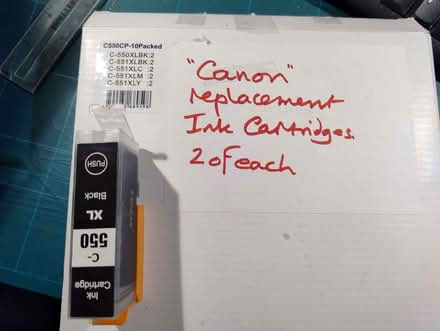 C550CP-10Packed
C-550XLBK:2
C-551XLBK:2
C-551XLC :2
C-551XLM :2
C-551XLY :2
"Canon"
replacement
Ink Cartridges.
2 of each
PUSH
Black
XL
550
C-
Ink
Cartridge